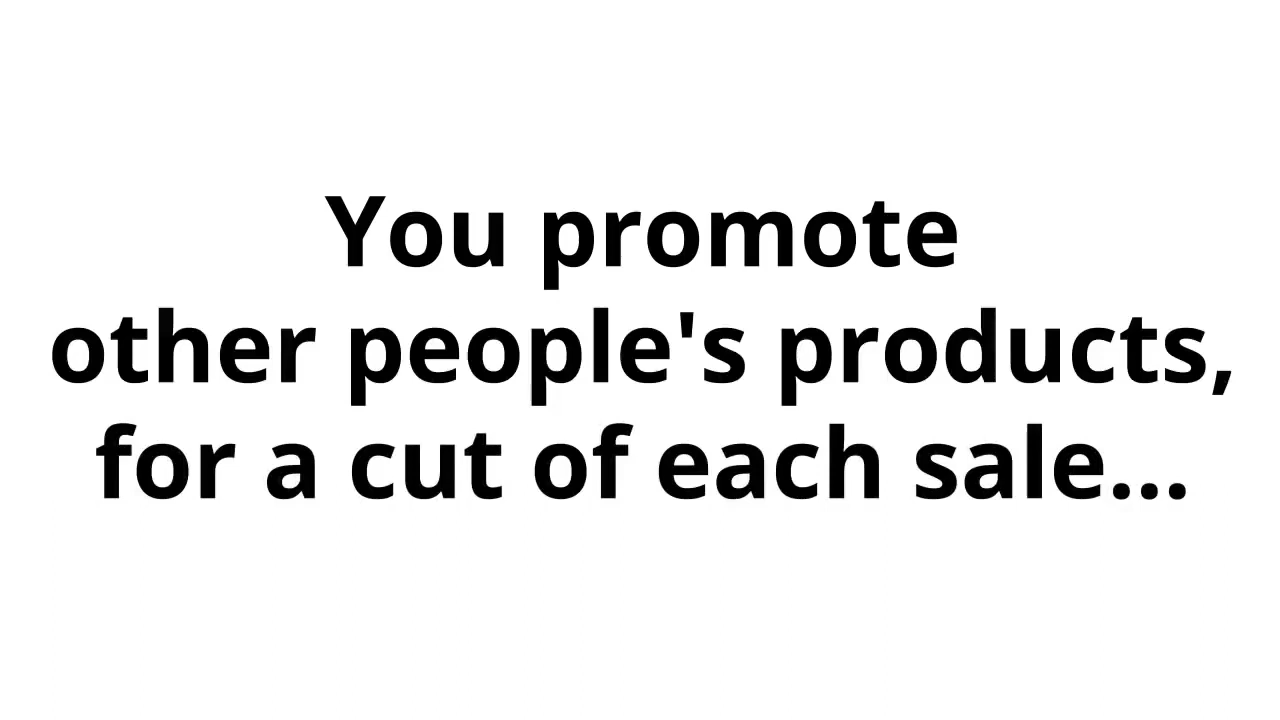 You promote
other people's products,
for a cut of each sale...